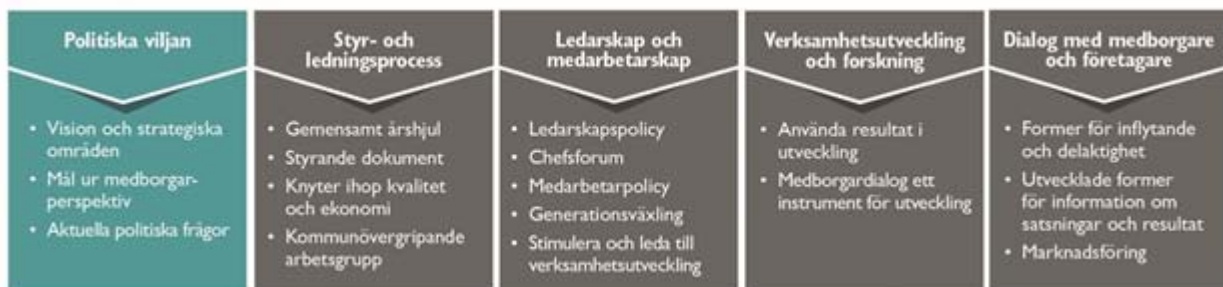 Politiska viljan
• Vision och strategiska
områden
• Mål ur medborgar-
perspektiv
• Aktuella politiska frågor
Styr- och
ledningsprocess
• Gemensamt årshjul
• Styrande dokument
• Knyter ihop kvalitet
och ekonomi
• Kommunövergripande
arbetsgrupp
Ledarskap och
medarbetarskap
• Ledarskapspolicy
• Chefsforum
• Medarbetarpolicy
• Generationsväxling
• Stimulera och leda till
verksamhetsutveckling
Verksamhetsutveckling
och forskning
• Använda resultat i
utveckling
• Medborgardialog ett
instrument för utveckling
Dialog med medborgare
och företagare
• Former för inflytande
och delaktighet
• Utvecklade former
för information om
satsningar och resultat
• Marknadsföring